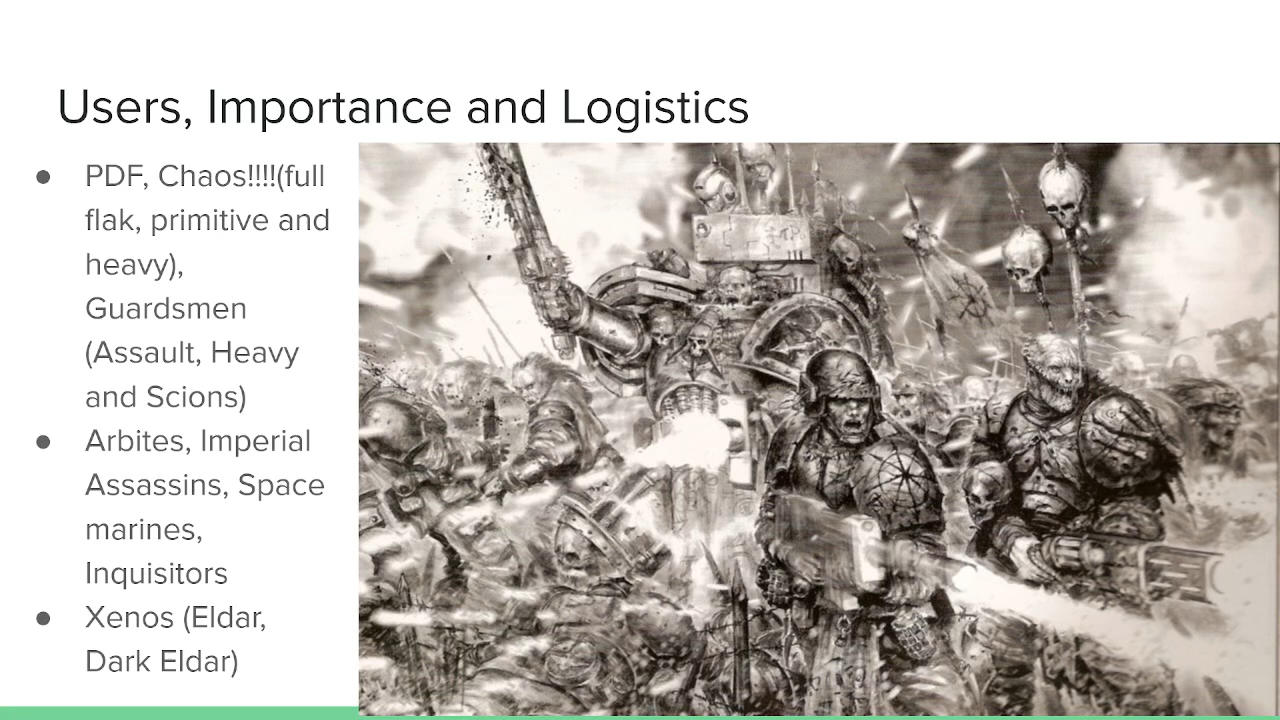 Users, Importance and Logistics
● PDF, Chaos!!!!(full
flak, primitive and
heavy),
Guardsmen
(Assault, Heavy
and Scions)
● Arbites, Imperial
Assassins, Space
marines,
Inquisitors
● Xenos (Eldar,
Dark Eldar)